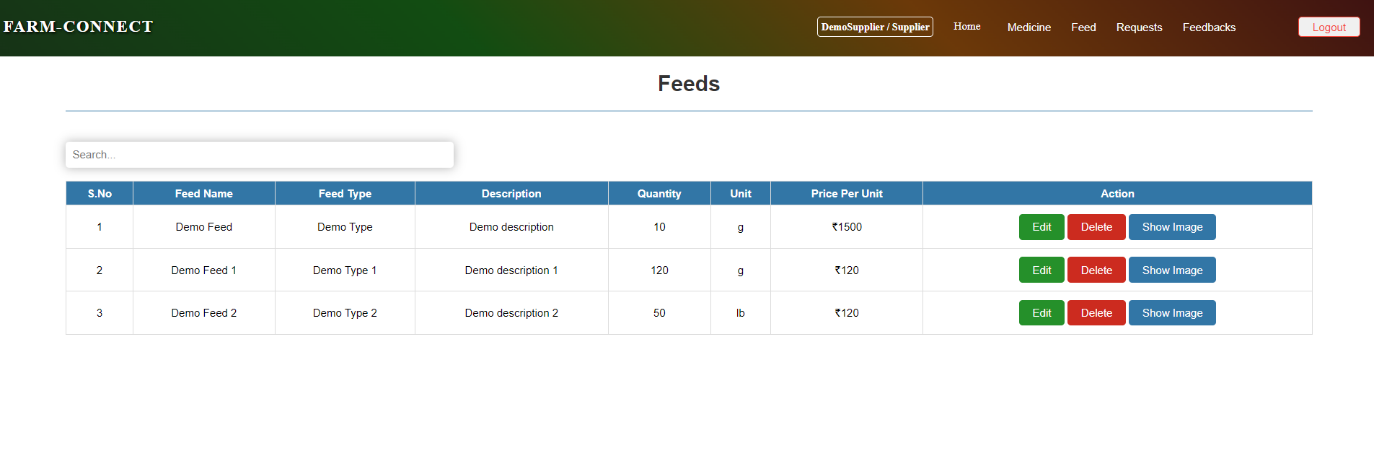 FARM-CONNECT DemoSupplier / Supplier Home Medicine Feed Requests Feedbacks Logout
Feeds
Search...
S.No Feed Name Feed Type Description Quantity Unit Price Per Unit Action
1 Demo Feed Demo Type Demo description 10 g ₹1500 Edit Delete Show Image
2 Demo Feed 1 Demo Type 1 Demo description 1 120 g ₹120 Edit Delete Show Image
3 Demo Feed 2 Demo Type 2 Demo description 2 50 lb ₹120 Edit Delete Show Image